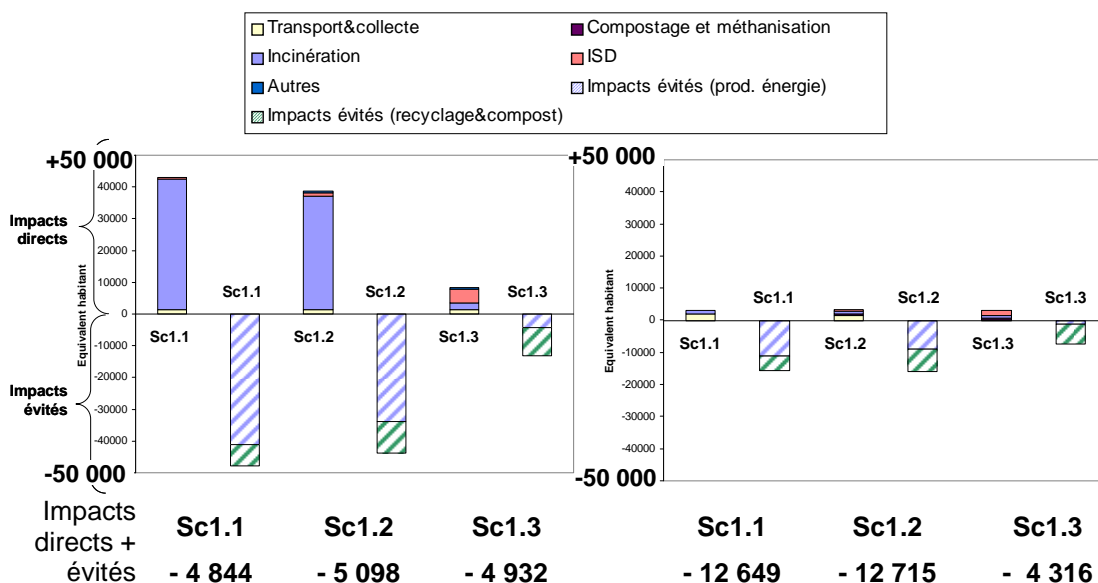 Transport&collecte
Compostage et méthanisation
Incinération
ISD
Autres
Impacts évités (prod. énergie)
Impacts évités (recyclage&compost)
+50 000
40000
30000
20000
10000
0
-10000
-20000
-30000
-40000
-50 000
Impacts
directs
Impacts
évités
Equivalent habitant
Sc1.1
Sc1.2
Sc1.3
Sc1.1
Sc1.2
Sc1.3
+50 000
40000
30000
20000
10000
0
-10000
-20000
-30000
-40000
-50 000
Equivalent habitant
Sc1.1
Sc1.2
Sc1.3
Sc1.1
Sc1.2
Sc1.3
Impacts
directs +
évités
Sc1.1 Sc1.2 Sc1.3 Sc1.1 Sc1.2 Sc1.3
- 4 844 - 5 098 - 4 932 - 12 649 - 12 715 - 4 316